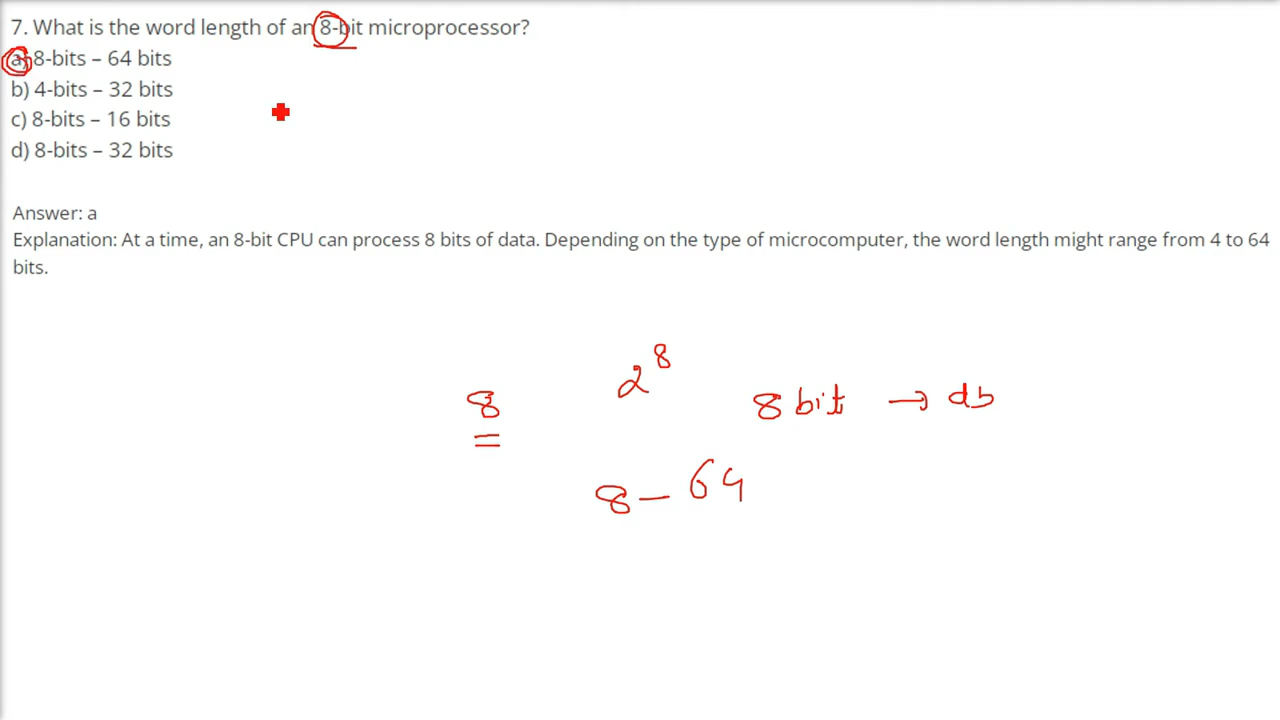 7. What is the word length of an 8-bit microprocessor?
a) 8-bits – 64 bits
b) 4-bits – 32 bits
c) 8-bits – 16 bits
d) 8-bits – 32 bits
Answer: a
Explanation: At a time, an 8-bit CPU can process 8 bits of data. Depending on the type of microcomputer, the word length might range from 4 to 64
bits.
8 2⁸ 8 bit → db
8 – 64